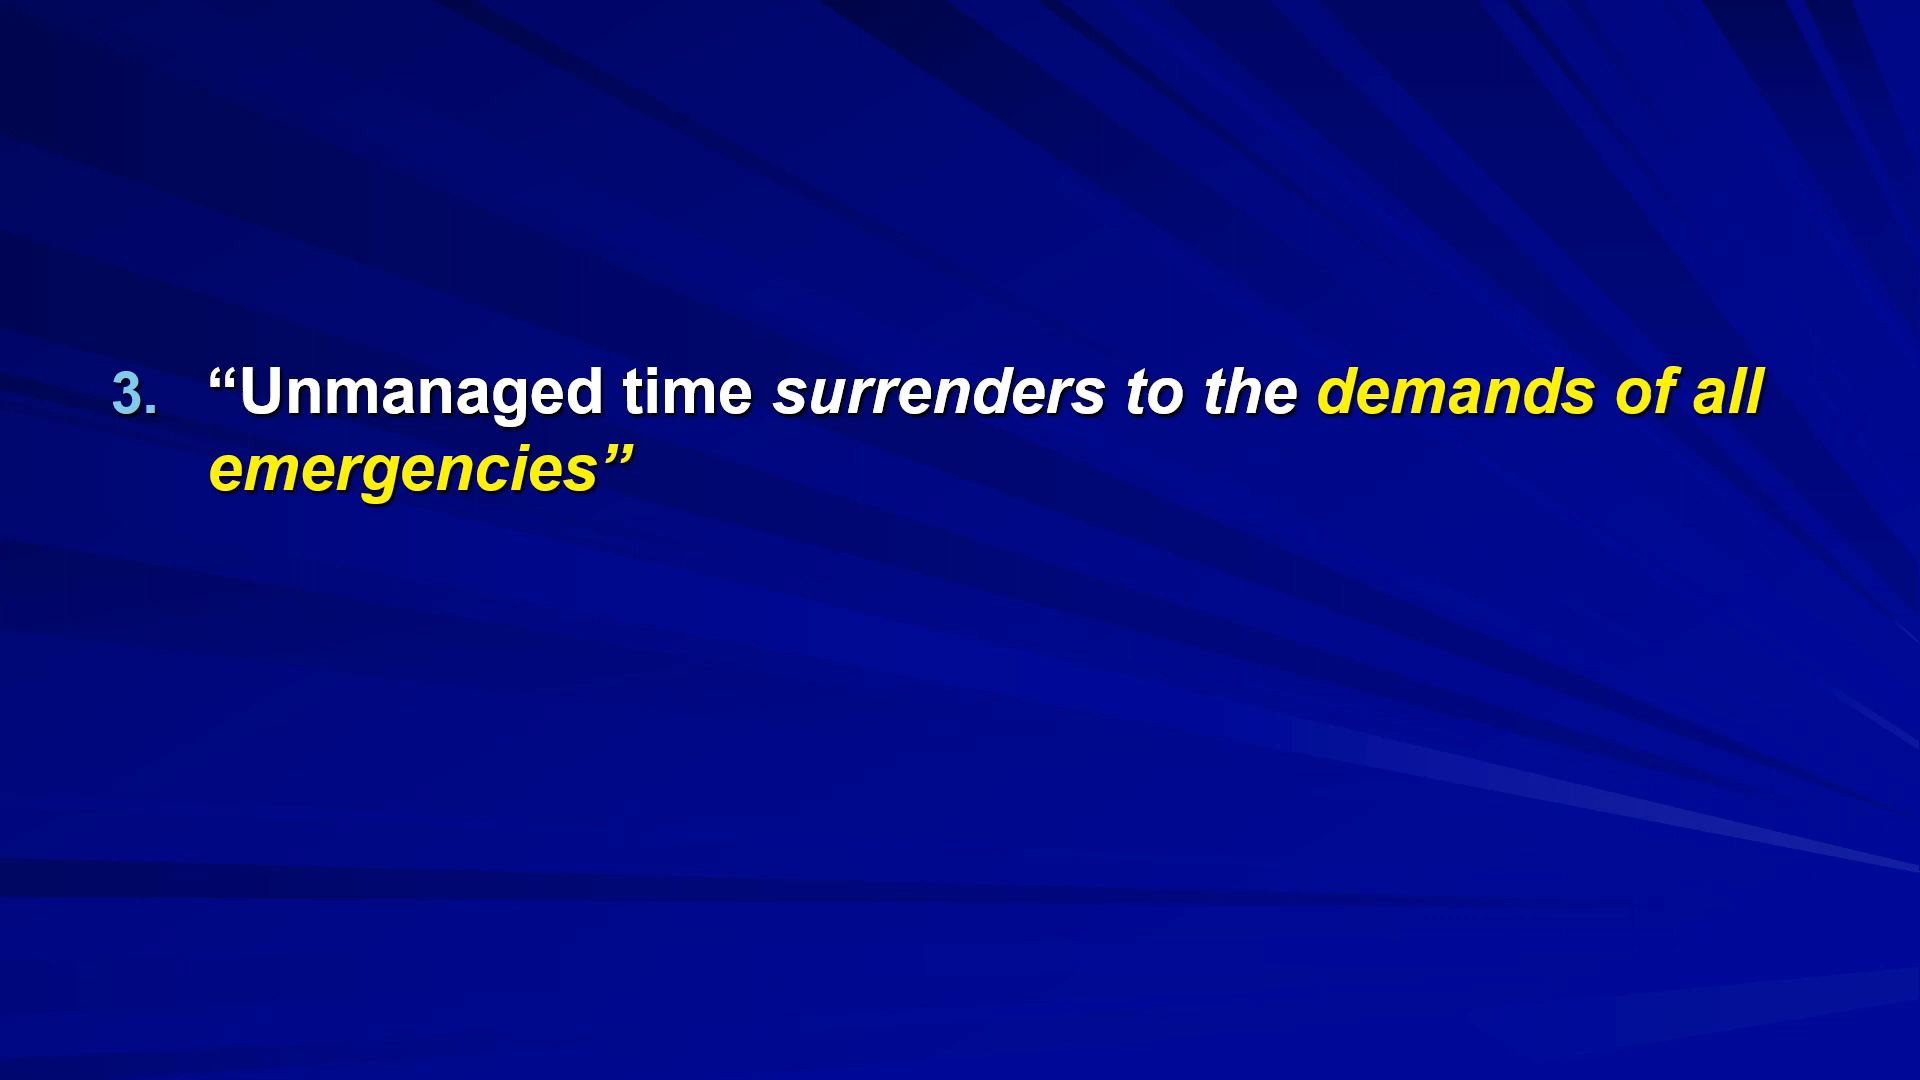 3. “Unmanaged time surrenders to the demands of all
emergencies”